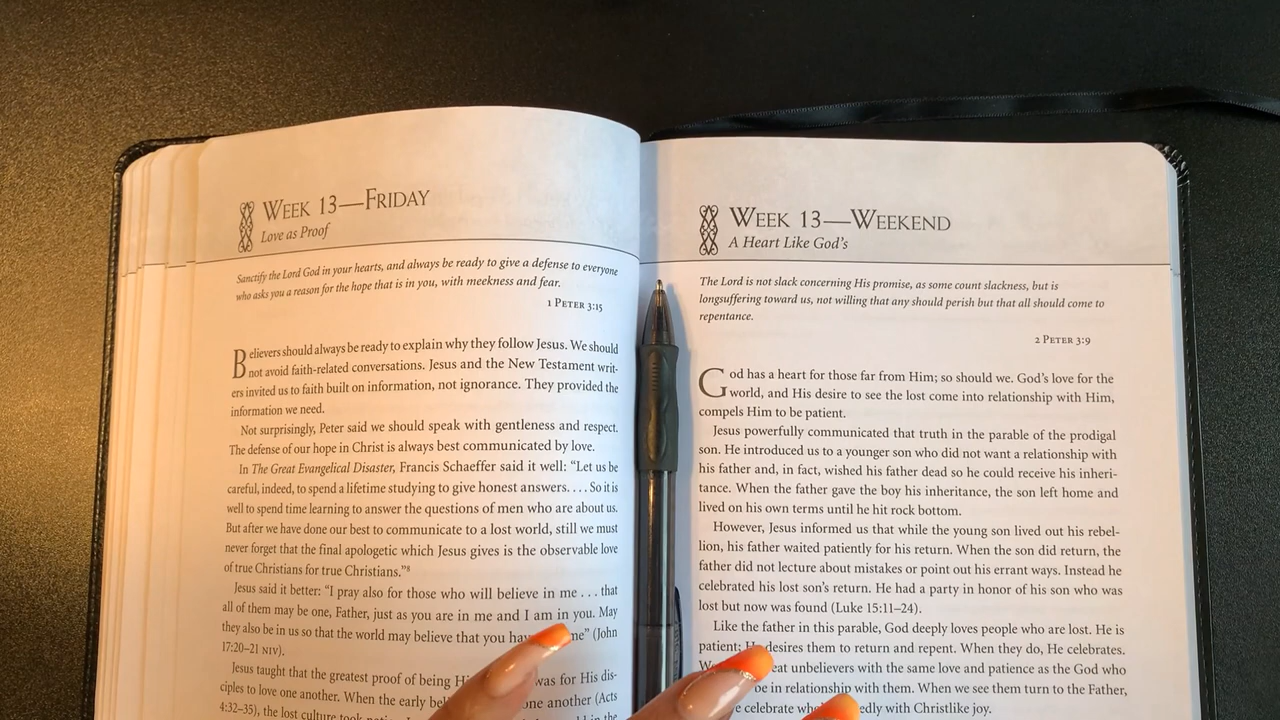 WEEK 13—FRIDAY
Love as Proof
Sanctify the Lord God in your hearts, and always be ready to give a defense to everyone
who asks you a reason for the hope that is in you, with meekness and fear.
1 PETER 3:15
Believers should always be ready to explain why they follow Jesus. We should
not avoid faith-related conversations. Jesus and the New Testament writ-
ers invited us to faith built on information, not ignorance. They provided the
information we need.
Not surprisingly, Peter said we should speak with gentleness and respect.
The defense of our hope in Christ is always best communicated by love.
In The Great Evangelical Disaster, Francis Schaeffer said it well: “Let us be
careful, indeed, to spend a lifetime studying to give honest answers. . . . So it is
well to spend time learning to answer the questions of men who are about us.
But after we have done our best to communicate to a lost world, still we must
never forget that the final apologetic which Jesus gives is the observable love
of true Christians for true Christians.”8
Jesus said it better: “I pray also for those who will believe in me . . . that
all of them may be one, Father, just as you are in me and I am in you. May
they also be in us so that the world may believe that you me” (John
17:20–21 NIV).
Jesus taught that the greatest proof of being was for His dis-
ciples to love one another. When the early one another (Acts
4:32–35), the lost culture took in the
WEEK 13—WEEKEND
A Heart Like God’s
The Lord is not slack concerning His promise, as some count slackness, but is
longsuffering toward us, not willing that any should perish but that all should come to
repentance.
2 PETER 3:9
God has a heart for those far from Him; so should we. God’s love for the
world, and His desire to see the lost come into relationship with Him,
compels Him to be patient.
Jesus powerfully communicated that truth in the parable of the prodigal
son. He introduced us to a younger son who did not want a relationship with
his father and, in fact, wished his father dead so he could receive his inheri-
tance. When the father gave the boy his inheritance, the son left home and
lived on his own terms until he hit rock bottom.
However, Jesus informed us that while the young son lived out his rebel-
lion, his father waited patiently for his return. When the son did return, the
father did not lecture about mistakes or point out his errant ways. Instead he
celebrated his lost son’s return. He had a party in honor of his son who was
lost but now was found (Luke 15:11–24).
Like the father in this parable, God deeply loves people who are lost. He is
patient; He desires them to return and repent. When they do, He celebrates.
unbelievers with the same love and patience as the God who
be in relationship with them. When we see them turn to the Father,
celebrate with Christlike joy.